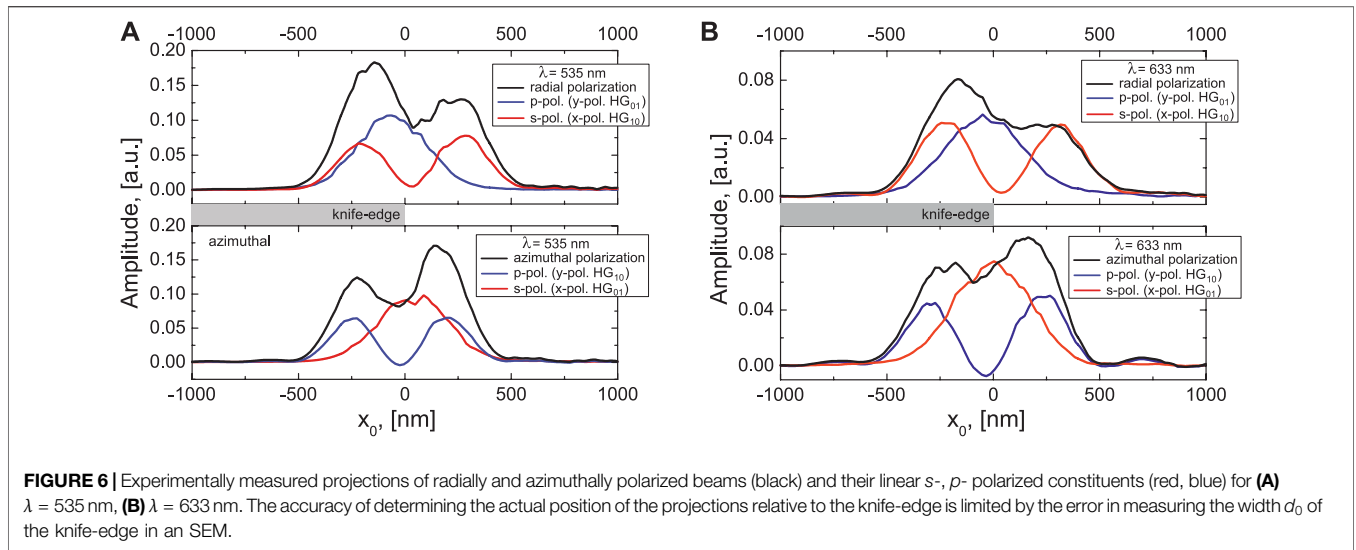 A
-1000 -500 0 500 1000
0.20
0.15
0.10
0.05
0.00
λ = 535 nm
radial polarization
p-pol. (y-pol. HG₀₁)
s-pol. (x-pol. HG₁₀)
knife-edge
0.20
0.15
0.10
0.05
0.00
azimuthal
λ = 535 nm
azimuthal polarization
p-pol. (y-pol. HG₁₀)
s-pol. (x-pol. HG₀₁)
Amplitude, [a.u.]
-1000 -500 0 500 1000
x₀, [nm]
B
-1000 -500 0 500 1000
0.08
0.04
0.00
λ = 633 nm
radial polarization
p-pol. (y-pol. HG₀₁)
s-pol. (x-pol. HG₁₀)
knife-edge
0.08
0.04
0.00
λ = 633 nm
azimuthal polarization
p-pol. (y-pol. HG₁₀)
s-pol. (x-pol. HG₀₁)
Amplitude, [a.u.]
-1000 -500 0 500 1000
x₀, [nm]
FIGURE 6 | Experimentally measured projections of radially and azimuthally polarized beams (black) and their linear s-, p- polarized constituents (red, blue) for (A)
λ = 535 nm, (B) λ = 633 nm. The accuracy of determining the actual position of the projections relative to the knife-edge is limited by the error in measuring the width d₀ of
the knife-edge in an SEM.